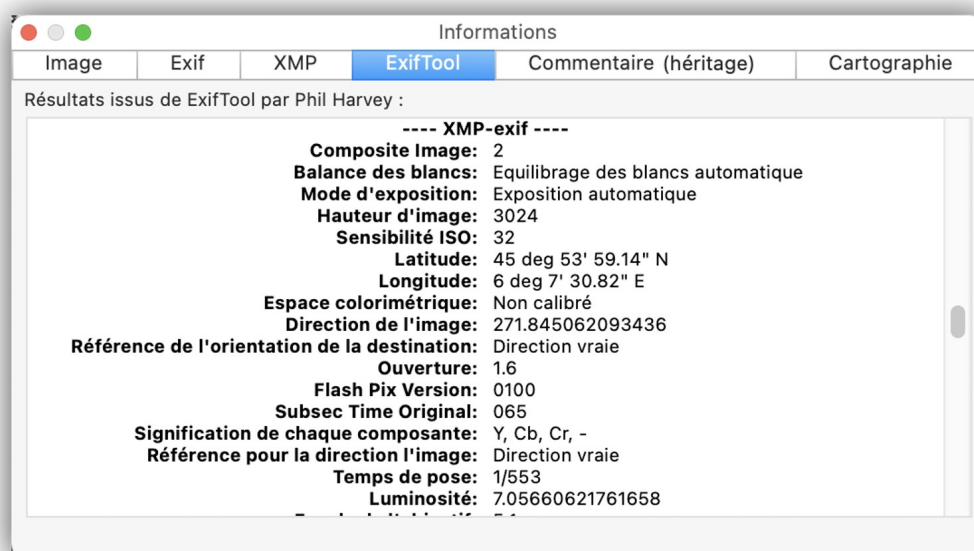 Informations
Image Exif XMP ExifTool Commentaire (héritage) Cartographie
Résultats issus de ExifTool par Phil Harvey :
---- XMP-exif ----
Composite Image: 2
Balance des blancs: Equilibrage des blancs automatique
Mode d'exposition: Exposition automatique
Hauteur d'image: 3024
Sensibilité ISO: 32
Latitude: 45 deg 53' 59.14" N
Longitude: 6 deg 7' 30.82" E
Espace colorimétrique: Non calibré
Direction de l'image: 271.845062093436
Référence de l'orientation de la destination: Direction vraie
Ouverture: 1.6
Flash Pix Version: 0100
Subsec Time Original: 065
Signification de chaque composante: Y, Cb, Cr, -
Référence pour la direction l'image: Direction vraie
Temps de pose: 1/553
Luminosité: 7.05660621761658